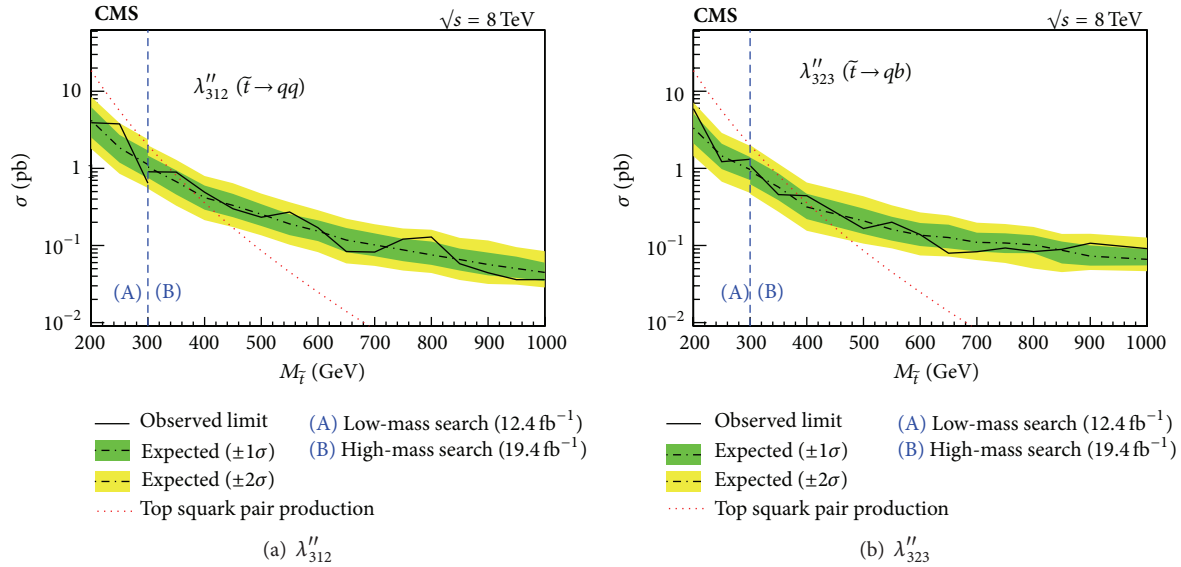 CMS √s = 8 TeV
λ″₃₁₂ (t̃ → qq)
σ (pb)
10
1
10⁻¹
10⁻²
(A) (B)
200 300 400 500 600 700 800 900 1000
M_t̃ (GeV)
Observed limit
Expected (±1σ)
Expected (±2σ)
Top squark pair production
(A) Low-mass search (12.4 fb⁻¹)
(B) High-mass search (19.4 fb⁻¹)
(a) λ″₃₁₂
CMS √s = 8 TeV
λ″₃₂₃ (t̃ → qb)
σ (pb)
10
1
10⁻¹
10⁻²
(A) (B)
200 300 400 500 600 700 800 900 1000
M_t̃ (GeV)
Observed limit
Expected (±1σ)
Expected (±2σ)
Top squark pair production
(A) Low-mass search (12.4 fb⁻¹)
(B) High-mass search (19.4 fb⁻¹)
(b) λ″₃₂₃